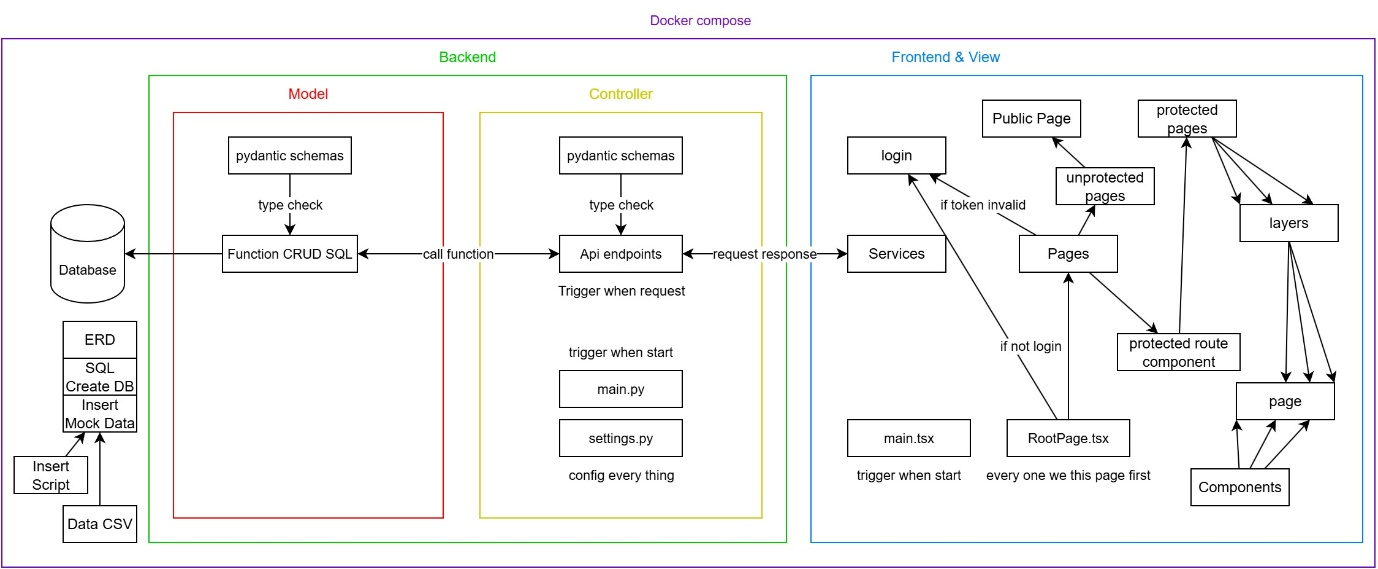 Docker compose
Backend
Frontend & View
Model
Controller
pydantic schemas
type check
Function CRUD SQL
call function
pydantic schemas
type check
Api endpoints
Trigger when request
request response
trigger when start
main.py
settings.py
config every thing
Database
ERD
SQL
Create DB
Insert
Mock Data
Insert
Script
Data CSV
login
Services
Public Page
unprotected
pages
if token invalid
Pages
if not login
protected
pages
layers
protected route
component
page
Components
main.tsx
trigger when start
RootPage.tsx
every one we this page first